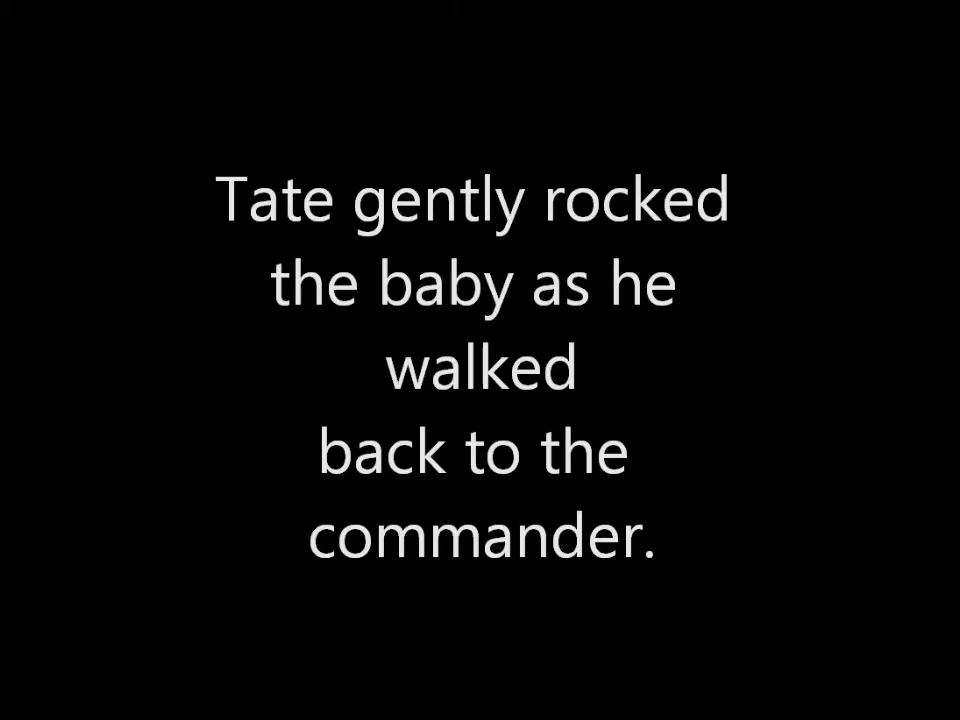 Tate gently rocked
the baby as he
walked
back to the
commander.